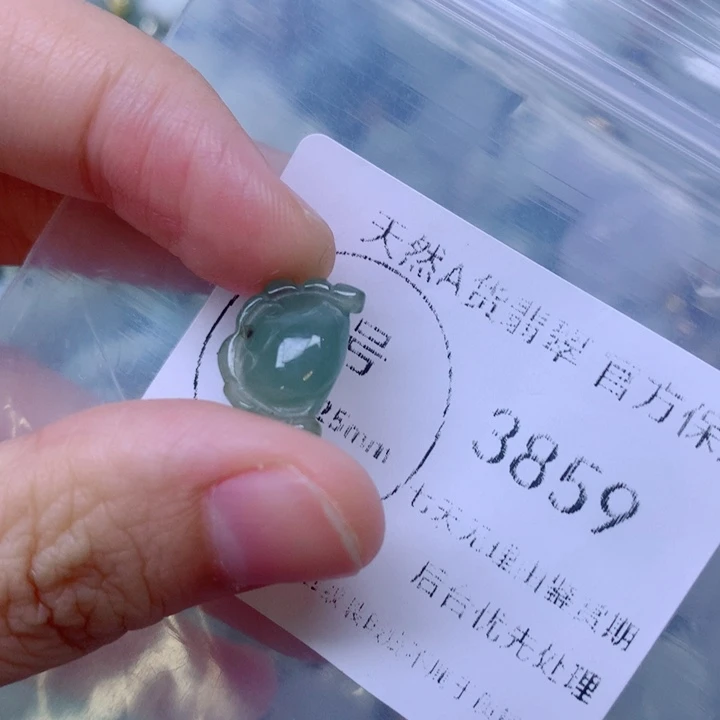 天然A货翡翠 官方保
号
25mm
3859
七天无理由鉴赏期
后台优先处理